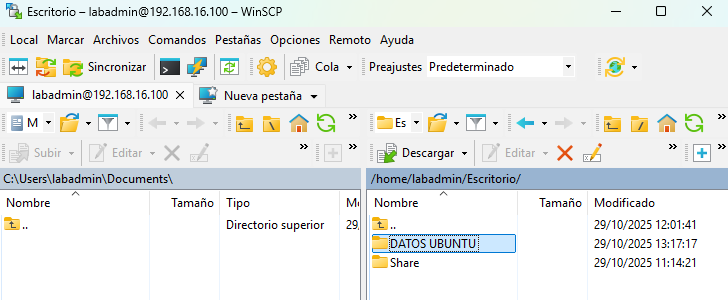 Escritorio – labadmin@192.168.16.100 – WinSCP
Local Marcar Archivos Comandos Pestañas Opciones Remoto Ayuda
Sincronizar Cola Preajustes Predeterminado
labadmin@192.168.16.100 Nueva pestaña
M Es
Subir Editar Descargar Editar
C:\Users\labadmin\Documents\ /home/labadmin/Escritorio/
Nombre Tamaño Tipo Nombre Tamaño Modificado
.. Directorio superior .. 29/10/2025 12:01:41
DATOS UBUNTU 29/10/2025 13:17:17
Share 29/10/2025 11:14:21